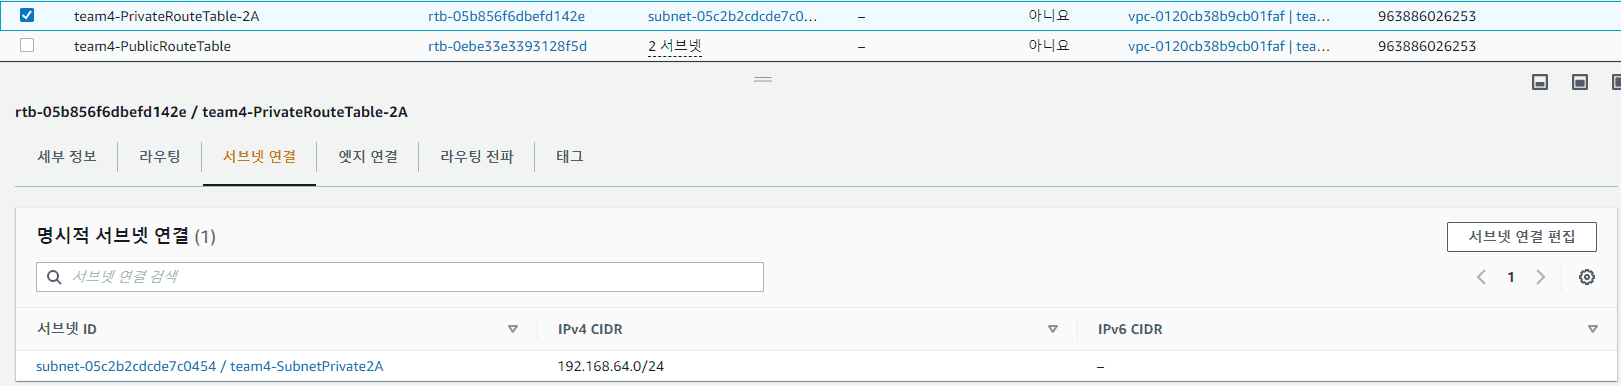 team4-PrivateRouteTable-2A rtb-05b856f6dbefd142e subnet-05c2b2cdcde7c0... – 아니요 vpc-0120cb38b9cb01faf | tea... 963886026253
team4-PublicRouteTable rtb-0ebe33e3393128f5d 2 서브넷 – 아니요 vpc-0120cb38b9cb01faf | tea... 963886026253
rtb-05b856f6dbefd142e / team4-PrivateRouteTable-2A
세부 정보 라우팅 서브넷 연결 엣지 연결 라우팅 전파 태그
명시적 서브넷 연결 (1) 서브넷 연결 편집
서브넷 연결 검색 1
서브넷 ID IPv4 CIDR IPv6 CIDR
subnet-05c2b2cdcde7c0454 / team4-SubnetPrivate2A 192.168.64.0/24 –